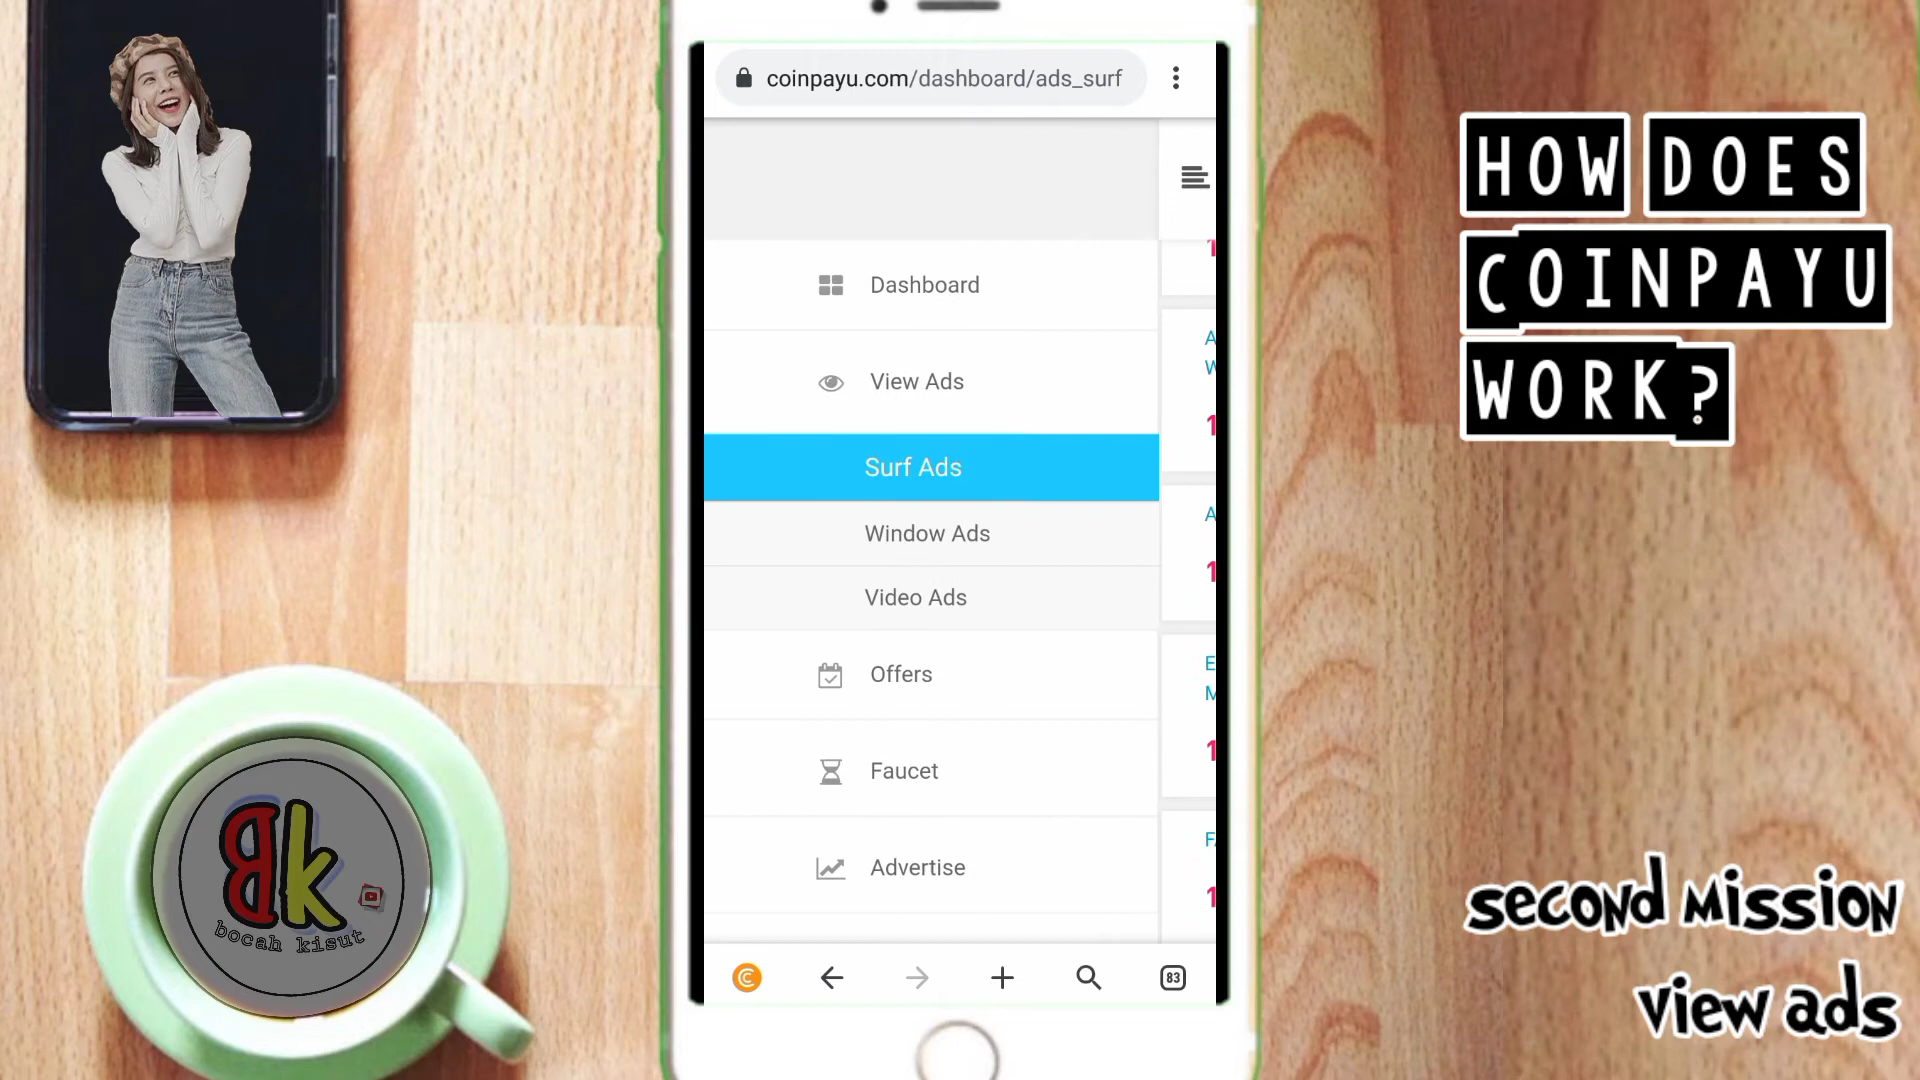 coinpayu.com/dashboard/ads_surf
HOW DOES
COINPAYU
WORK?
Dashboard
View Ads
Surf Ads
Window Ads
Video Ads
Offers
Faucet
Advertise
83
Bk
bocah kisut
second Mission
view ads